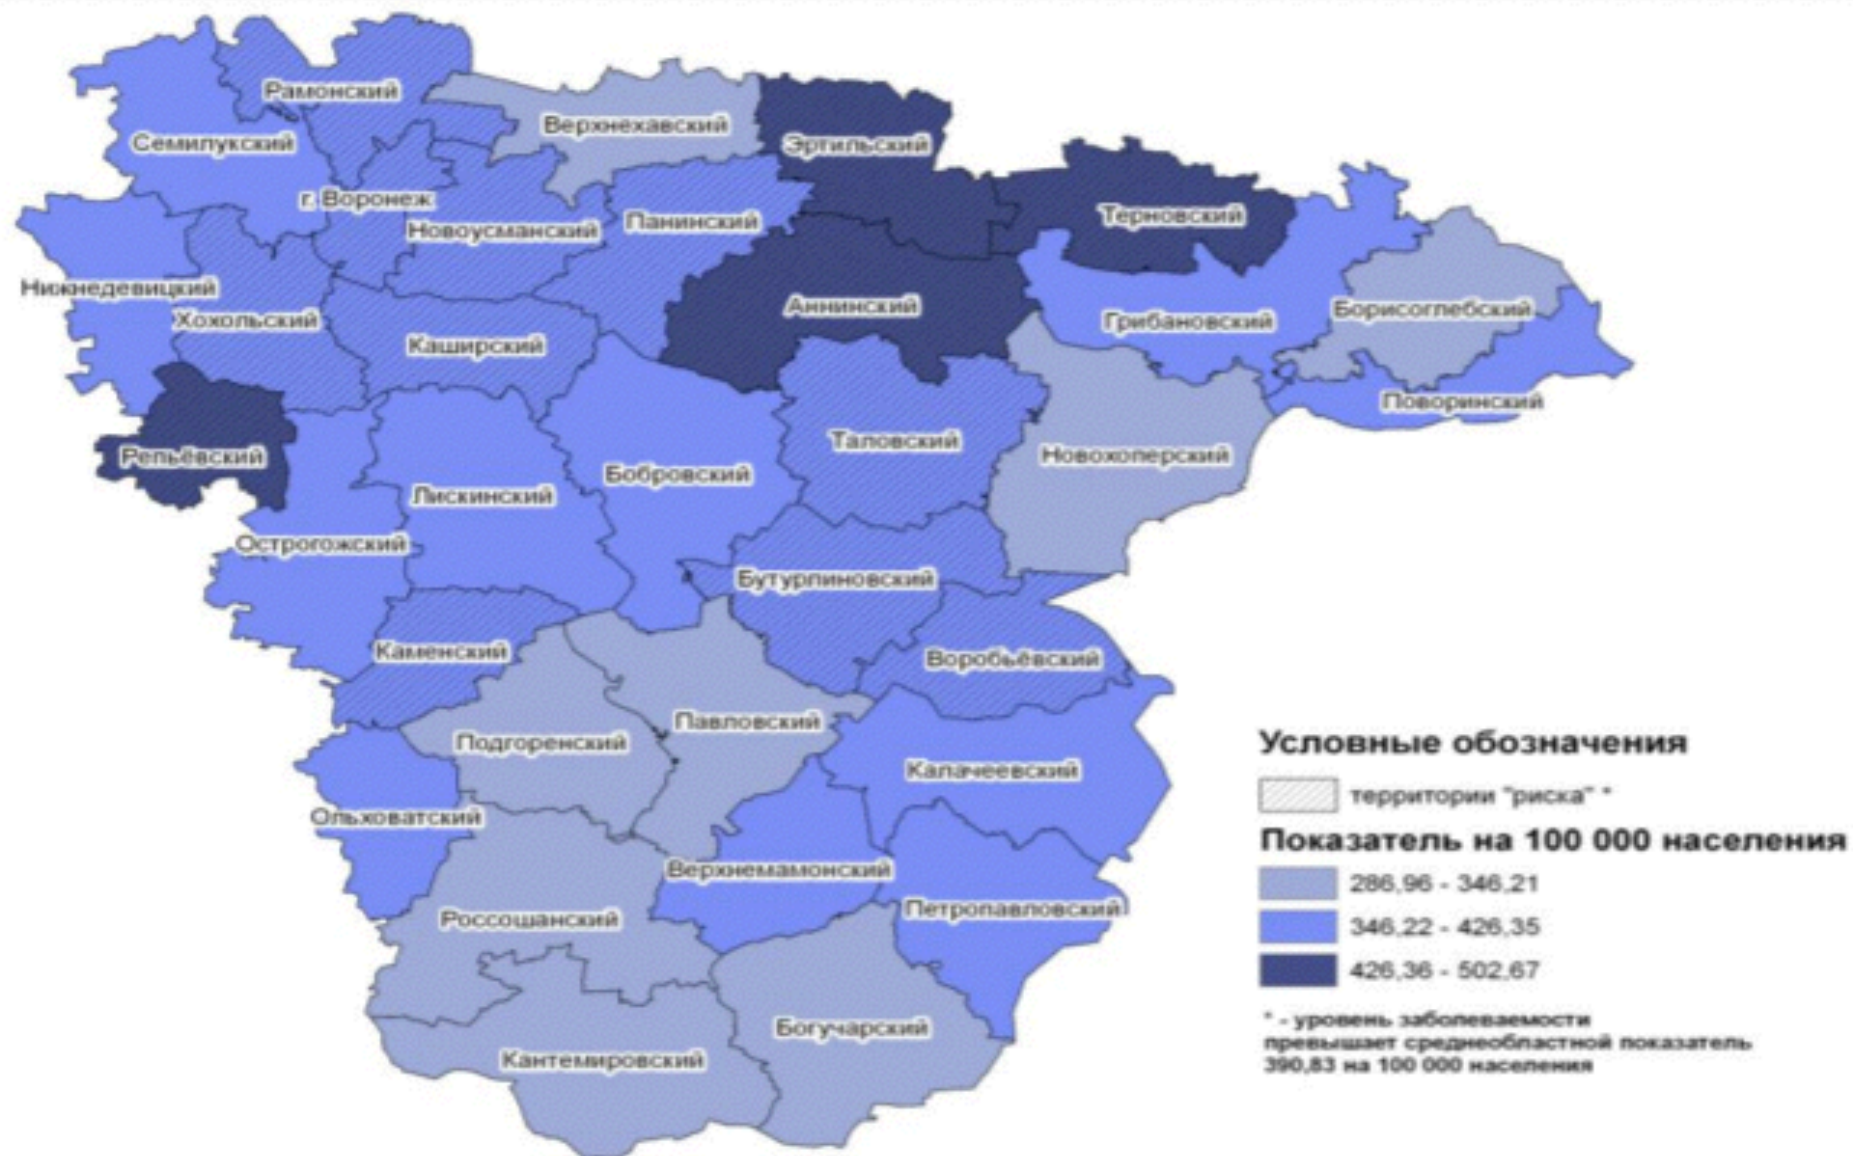 Рамонский
Верхнехавский
Семилукский
Эртильский
г. Воронеж
Новоусманский
Панинский
Терновский
Нижнедевицкий
Хохольский
Каширский
Аннинский
Грибановский
Борисоглебский
Поворинский
Репьёвский
Лискинский
Бобровский
Таловский
Новохоперский
Острогожский
Бутурлиновский
Каменский
Воробьёвский
Подгоренский
Павловский
Калачеевский
Ольховатский
Верхнемамонский
Петропавловский
Россошанский
Богучарский
Кантемировский
Условные обозначения
территории "риска" *
Показатель на 100 000 населения
286,96 - 346,21
346,22 - 426,35
426,36 - 502,67
* - уровень заболеваемости
превышает среднеобластной показатель
390,83 на 100 000 населения